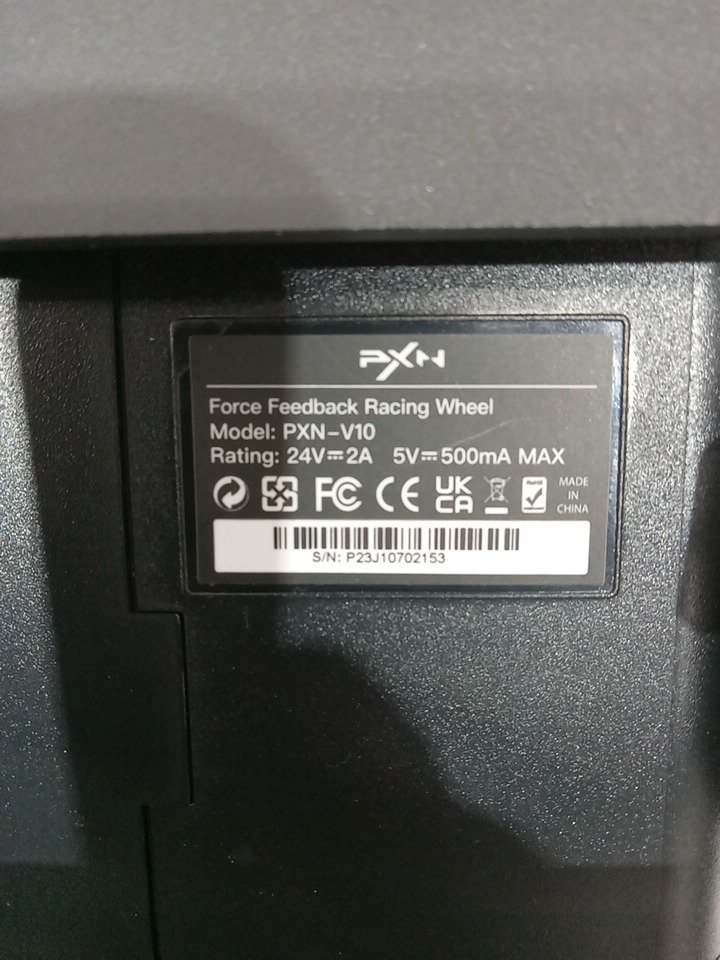 PXN
Force Feedback Racing Wheel
Model: PXN-V10
Rating: 24V⎓2A 5V⎓500mA MAX
FC CE UK CA MADE IN CHINA
S/N: P23J10702153